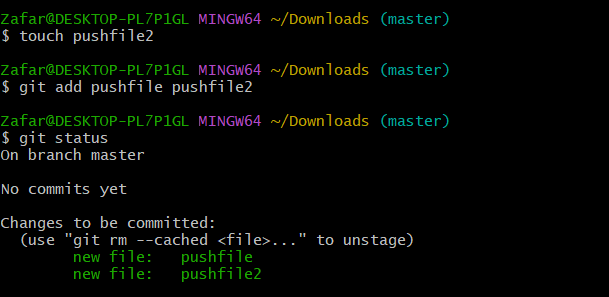 Zafar@DESKTOP-PL7P1GL MINGW64 ~/Downloads (master)
$ touch pushfile2
Zafar@DESKTOP-PL7P1GL MINGW64 ~/Downloads (master)
$ git add pushfile pushfile2
Zafar@DESKTOP-PL7P1GL MINGW64 ~/Downloads (master)
$ git status
On branch master
No commits yet
Changes to be committed:
  (use "git rm --cached <file>..." to unstage)
        new file:   pushfile
        new file:   pushfile2